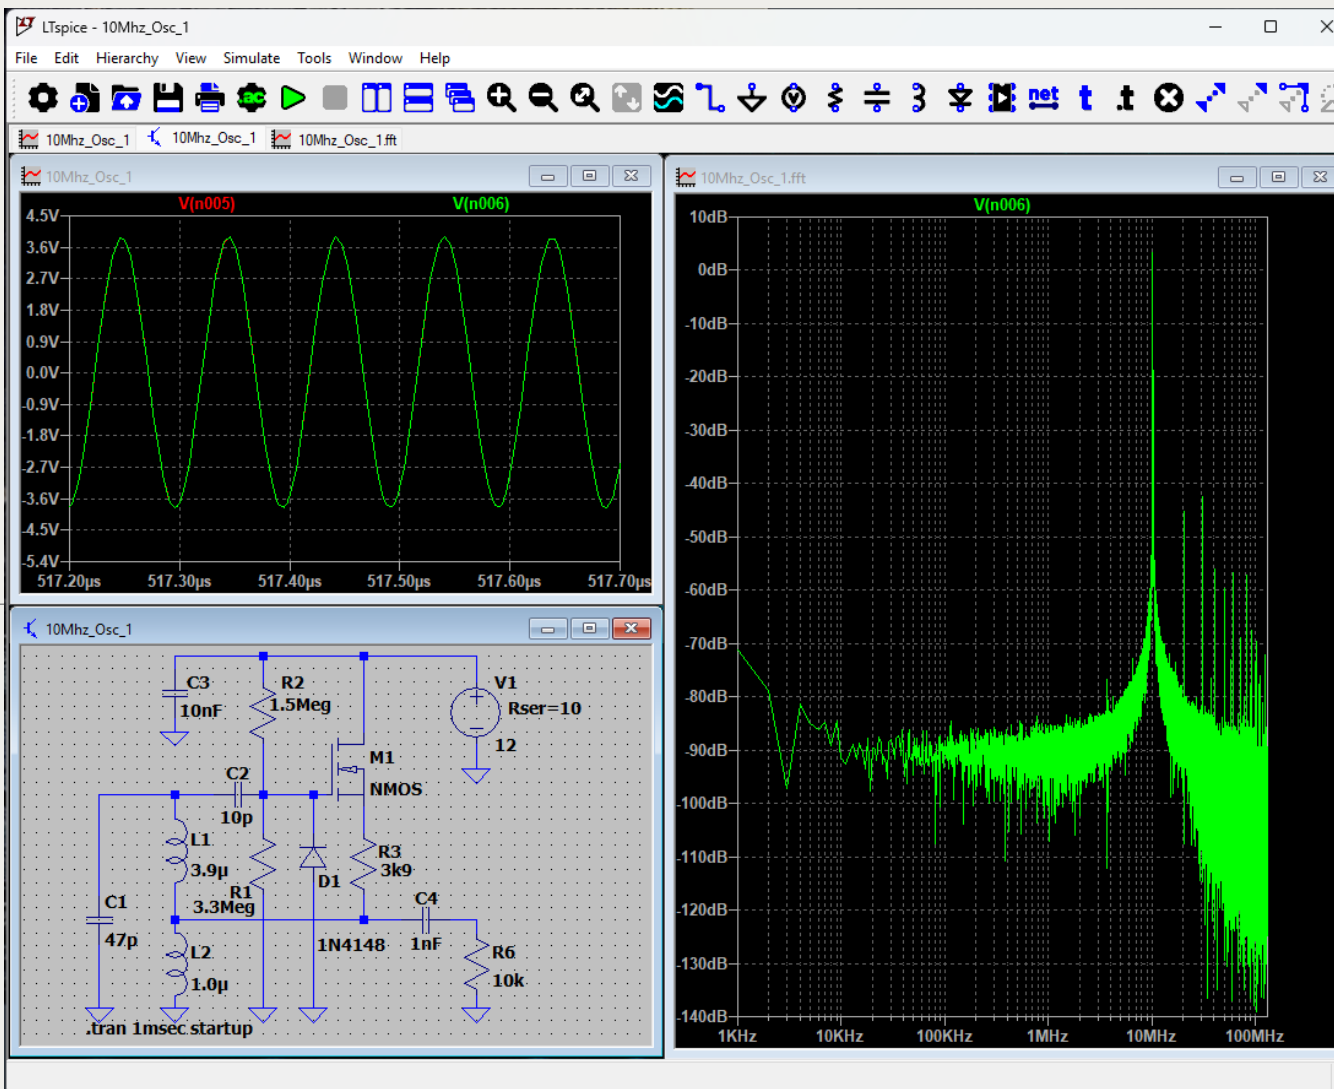 LTspice - 10Mhz_Osc_1
File Edit Hierarchy View Simulate Tools Window Help
ac
net t .t
10Mhz_Osc_1 10Mhz_Osc_1 10Mhz_Osc_1.fft
10Mhz_Osc_1
V(n005) V(n006)
4.5V
3.6V
2.7V
1.8V
0.9V
0.0V
-0.9V
-1.8V
-2.7V
-3.6V
-4.5V
-5.4V
517.20µs 517.30µs 517.40µs 517.50µs 517.60µs 517.70µs
10Mhz_Osc_1
C3
10nF
R2
1.5Meg
V1
Rser=10
12
M1
NMOS
C2
10p
L1
3.9µ
R1
3.3Meg
D1
1N4148
R3
3k9
C4
1nF
C1
47p
L2
1.0µ
R6
10k
.tran 1msec startup
10Mhz_Osc_1.fft
V(n006)
10dB
0dB
-10dB
-20dB
-30dB
-40dB
-50dB
-60dB
-70dB
-80dB
-90dB
-100dB
-110dB
-120dB
-130dB
-140dB
1KHz 10KHz 100KHz 1MHz 10MHz 100MHz